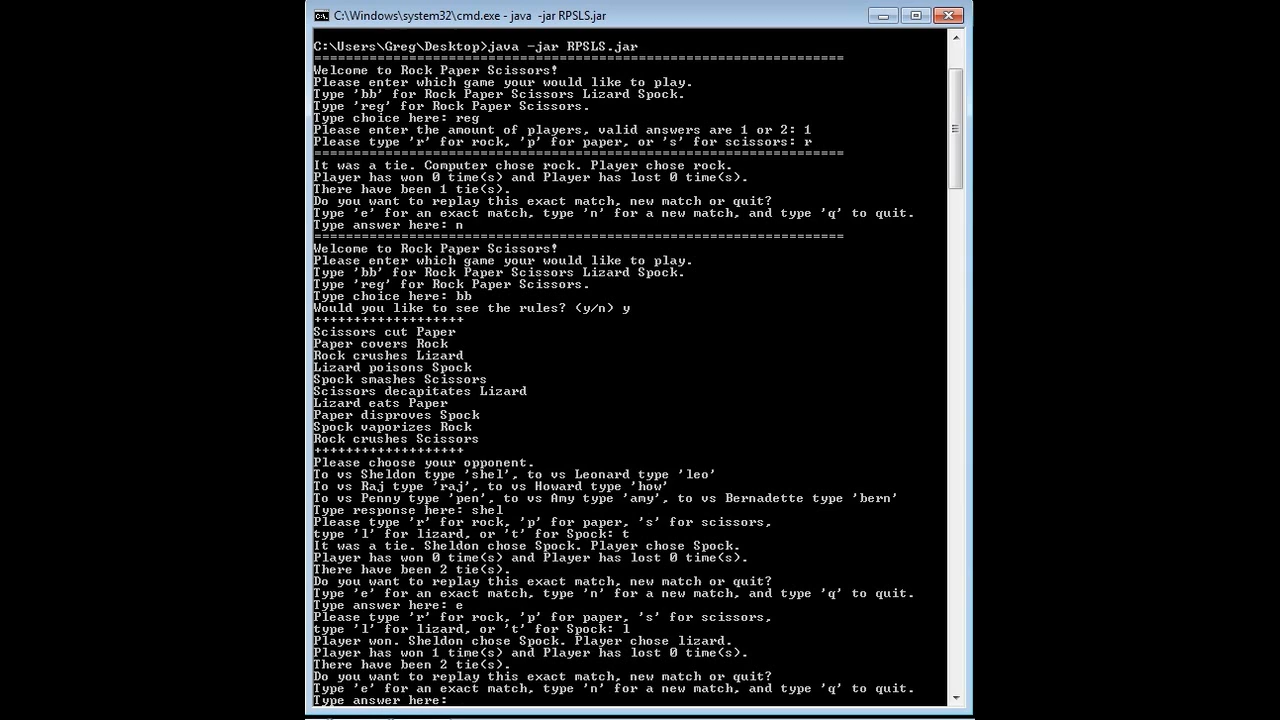 C:\Windows\system32\cmd.exe - java  -jar RPSLS.jar
C:\Users\Greg\Desktop>java -jar RPSLS.jar
===================================================================
Welcome to Rock Paper Scissors!
Please enter which game your would like to play.
Type 'bb' for Rock Paper Scissors Lizard Spock.
Type 'reg' for Rock Paper Scissors.
Type choice here: reg
Please enter the amount of players, valid answers are 1 or 2: 1
Please type 'r' for rock, 'p' for paper, or 's' for scissors: r
===================================================================
It was a tie. Computer chose rock. Player chose rock.
Player has won 0 time(s) and Player has lost 0 time(s).
There have been 1 tie(s).
Do you want to replay this exact match, new match or quit?
Type 'e' for an exact match, type 'n' for a new match, and type 'q' to quit.
Type answer here: n
===================================================================
Welcome to Rock Paper Scissors!
Please enter which game your would like to play.
Type 'bb' for Rock Paper Scissors Lizard Spock.
Type 'reg' for Rock Paper Scissors.
Type choice here: bb
Would you like to see the rules? (y/n) y
+++++++++++++++++++
Scissors cut Paper
Paper covers Rock
Rock crushes Lizard
Lizard poisons Spock
Spock smashes Scissors
Scissors decapitates Lizard
Lizard eats Paper
Paper disproves Spock
Spock vaporizes Rock
Rock crushes Scissors
+++++++++++++++++++
Please choose your opponent.
To vs Sheldon type 'shel', to vs Leonard type 'leo'
To vs Raj type 'raj', to vs Howard type 'how'
To vs Penny type 'pen', to vs Amy type 'amy', to vs Bernadette type 'bern'
Type response here: shel
Please type 'r' for rock, 'p' for paper, 's' for scissors,
type 'l' for lizard, or 't' for Spock: t
It was a tie. Sheldon chose Spock. Player chose Spock.
Player has won 0 time(s) and Player has lost 0 time(s).
There have been 2 tie(s).
Do you want to replay this exact match, new match or quit?
Type 'e' for an exact match, type 'n' for a new match, and type 'q' to quit.
Type answer here: e
Please type 'r' for rock, 'p' for paper, 's' for scissors,
type 'l' for lizard, or 't' for Spock: l
Player won. Sheldon chose Spock. Player chose lizard.
Player has won 1 time(s) and Player has lost 0 time(s).
There have been 2 tie(s).
Do you want to replay this exact match, new match or quit?
Type 'e' for an exact match, type 'n' for a new match, and type 'q' to quit.
Type answer here: